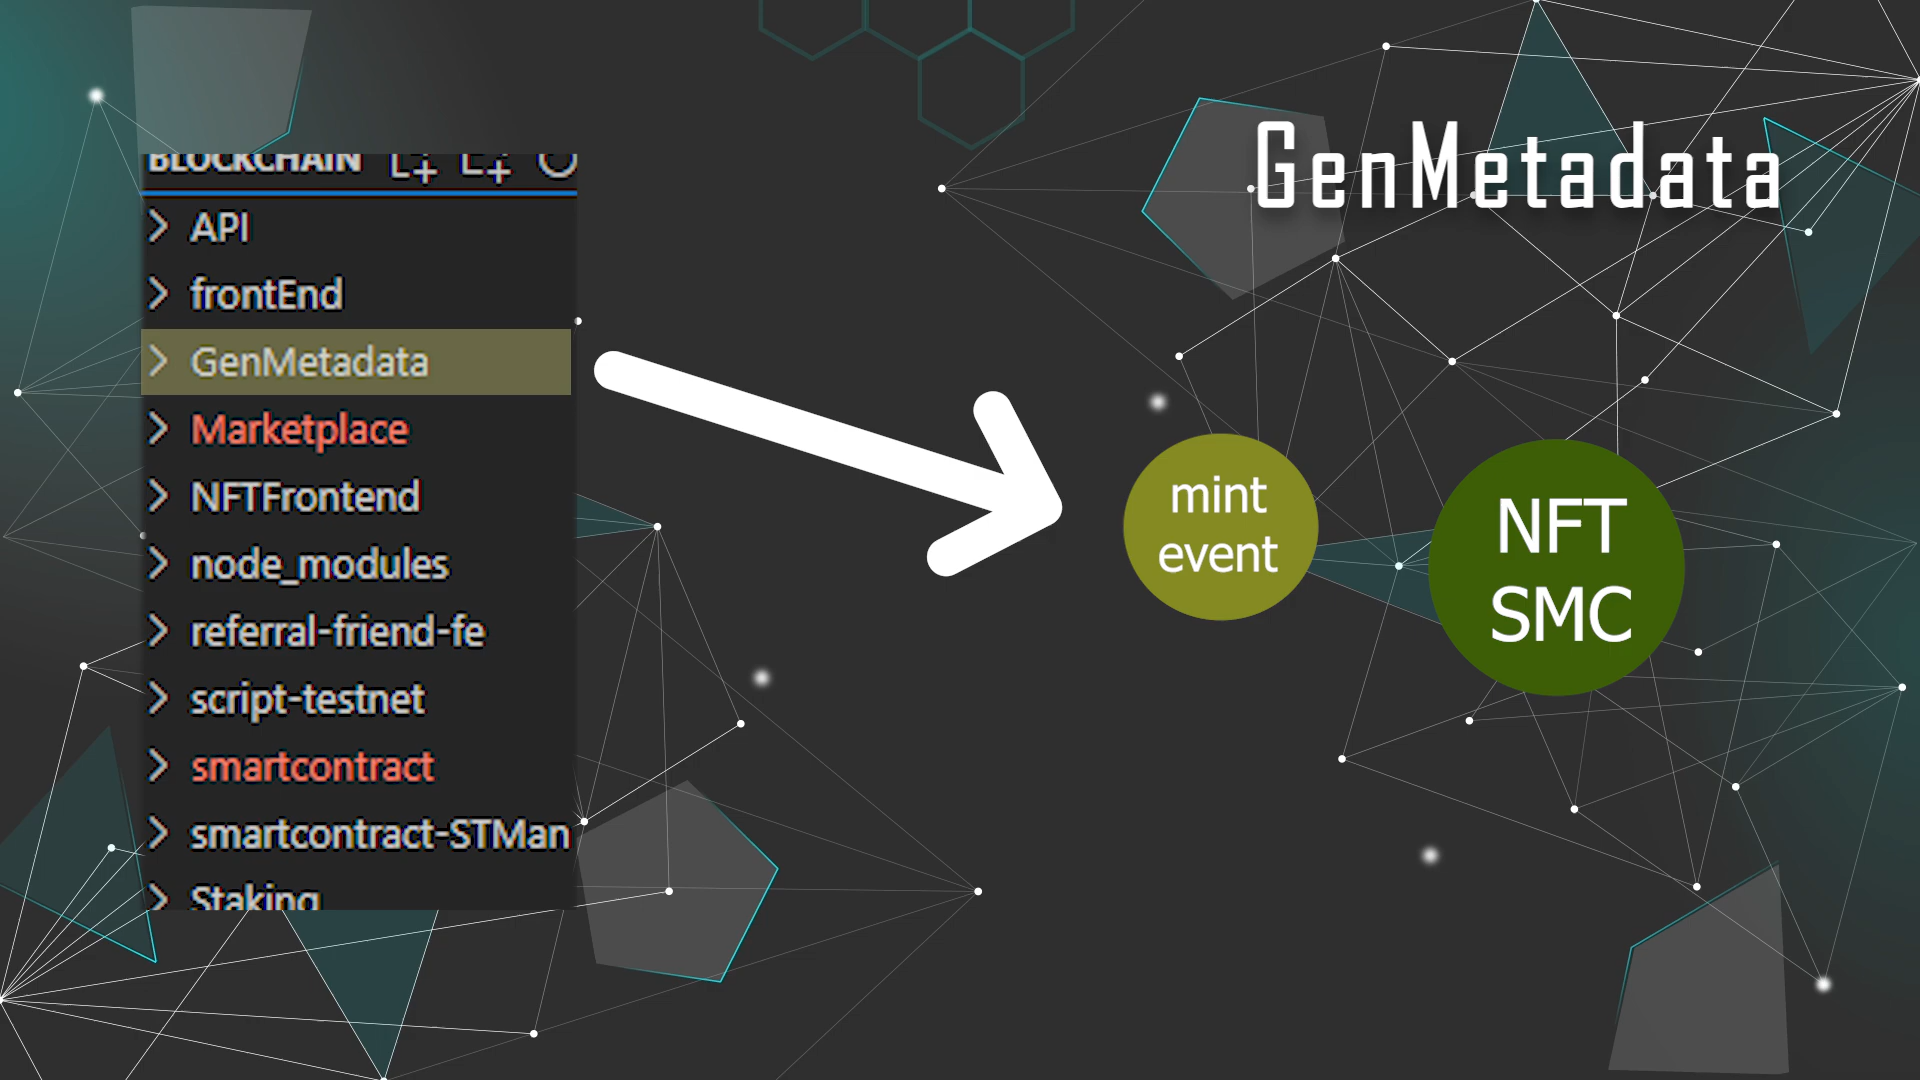 BLOCKCHAIN
API
frontEnd
GenMetadata
Marketplace
NFTFrontend
node_modules
referral-friend-fe
script-testnet
smartcontract
smartcontract-STMan
Staking
GenMetadata
mint
event
NFT
SMC